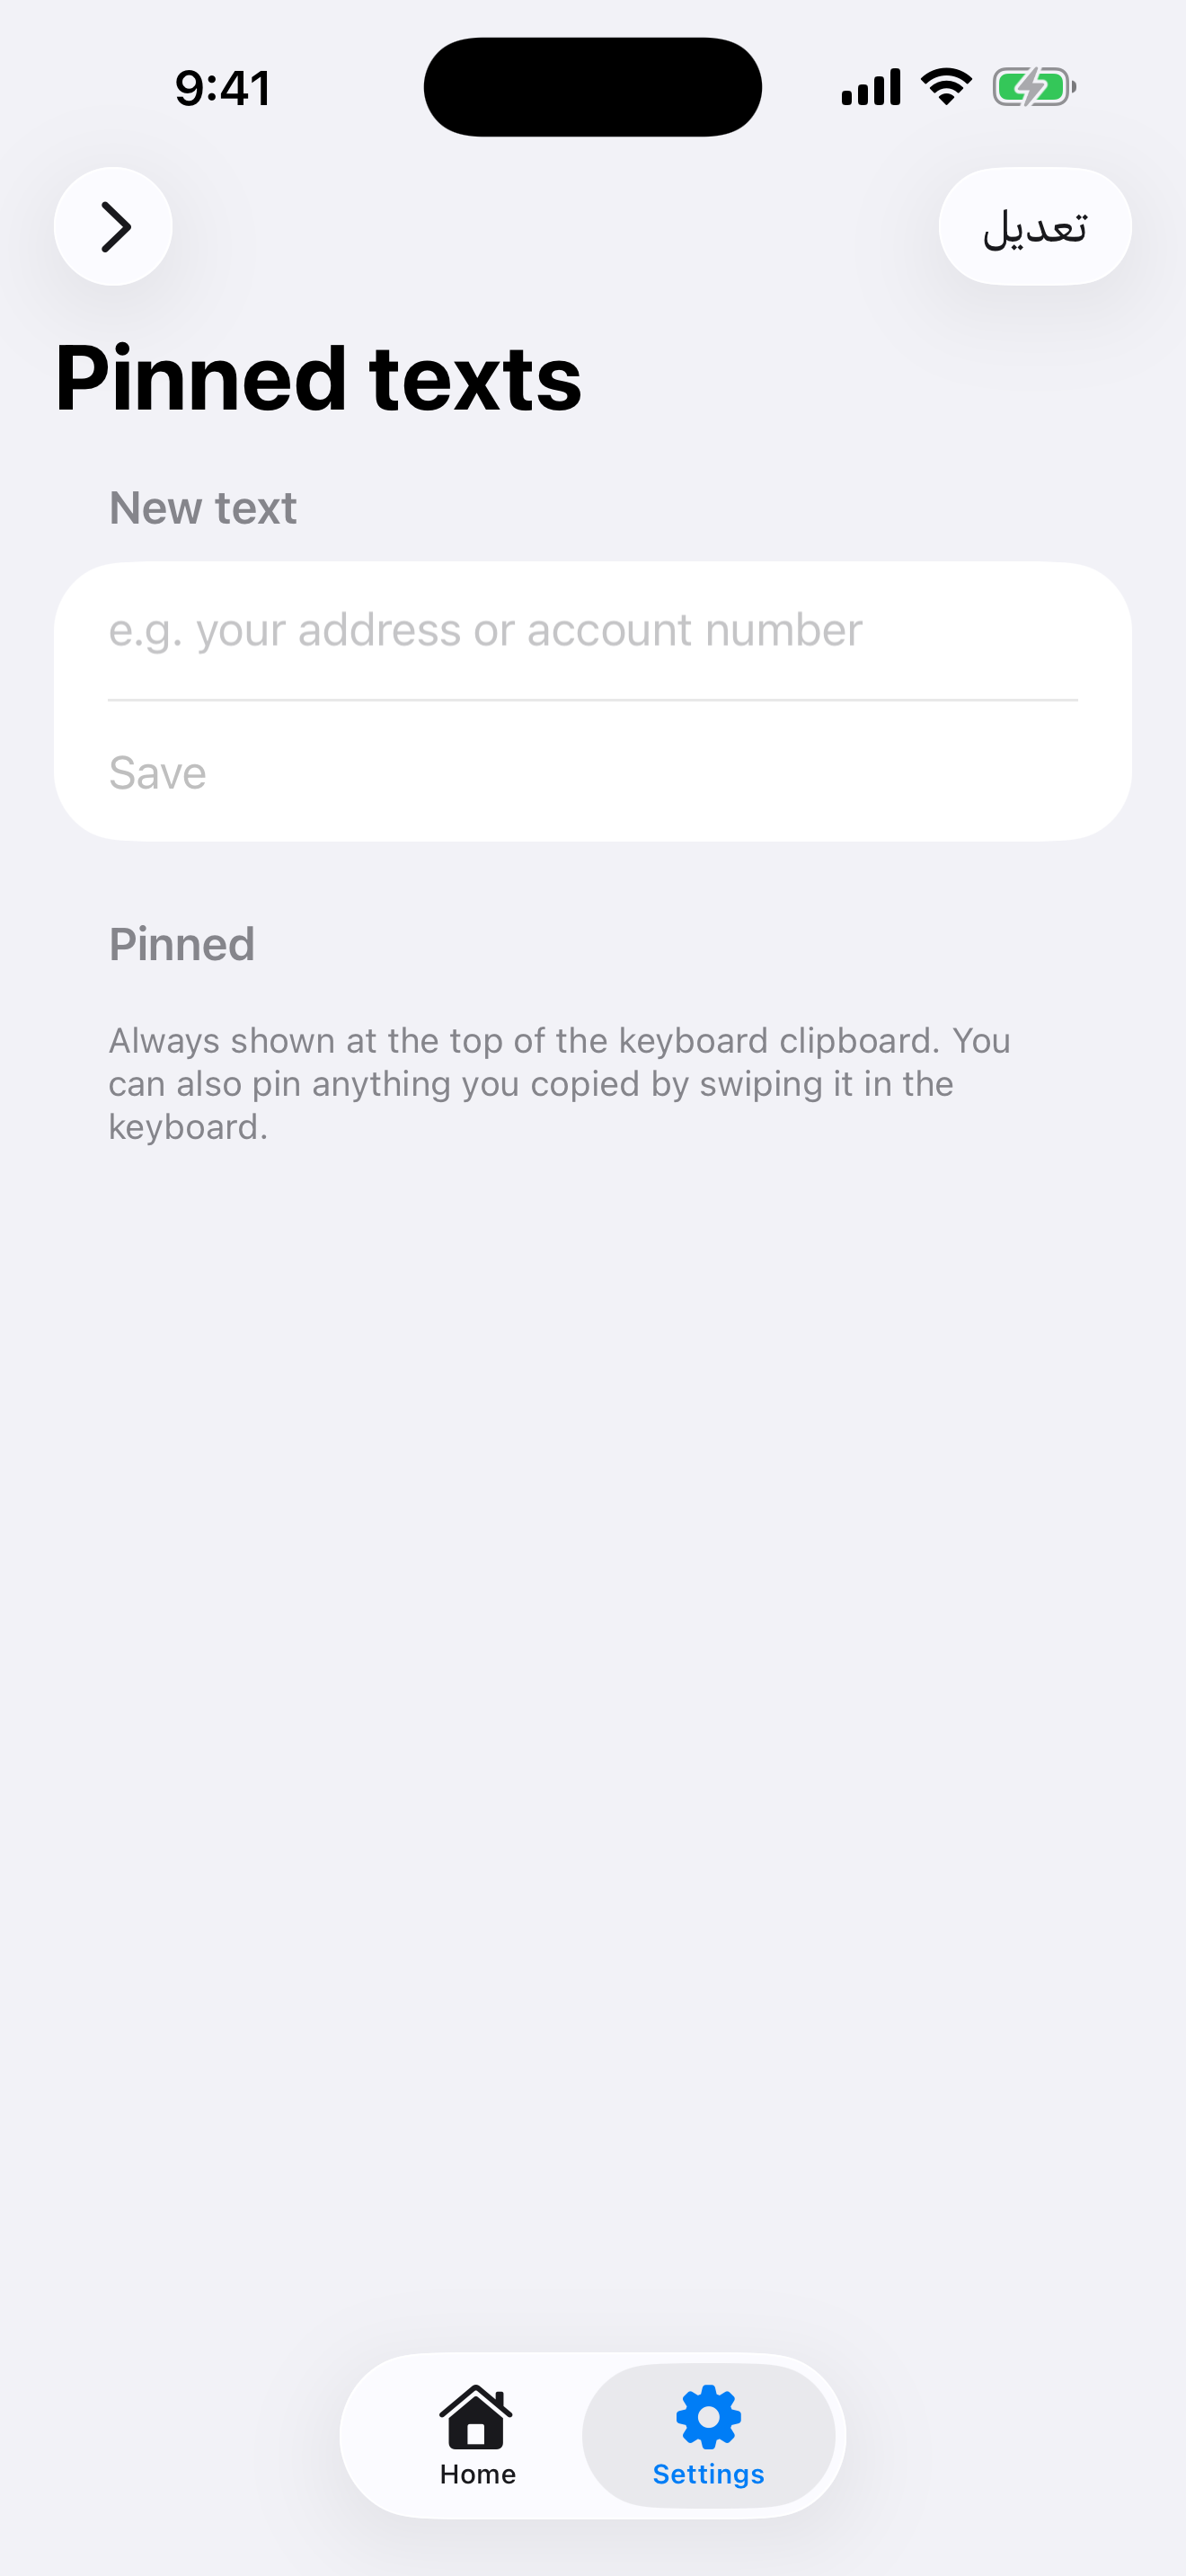 9:41
تعديل
Pinned texts
New text
e.g. your address or account number
Save
Pinned
Always shown at the top of the keyboard clipboard. You
can also pin anything you copied by swiping it in the
keyboard.
Home
Settings